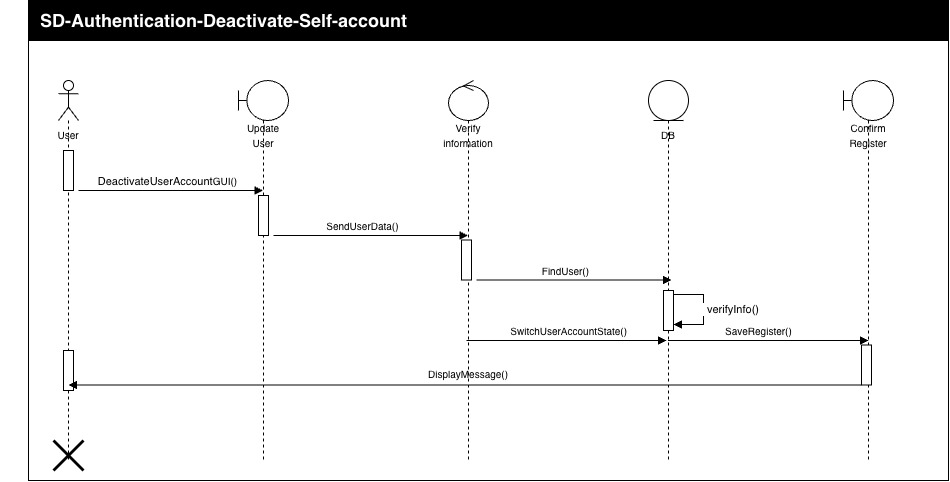 SD-Authentication-Deactivate-Self-account
User
Update
User
Verify
information
DB
Confirm
Register
DeactivateUserAccountGUI()
SendUserData()
FindUser()
verifyInfo()
SwitchUserAccountState()
SaveRegister()
DisplayMessage()